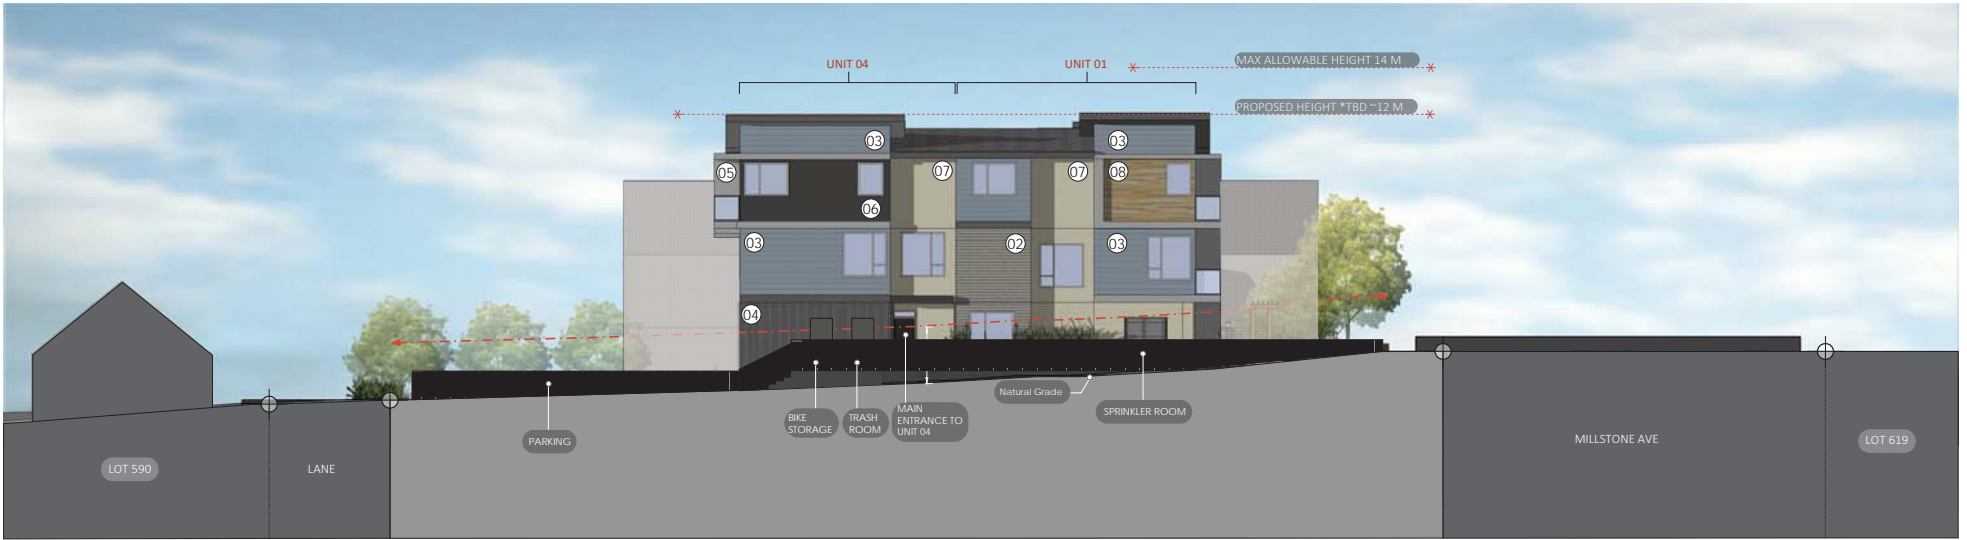 MAX ALLOWABLE HEIGHT 14 M
UNIT 04
UNIT 01
PROPOSED HEIGHT *TBD ~12 M
03
03
05
07
07
08
06
03
02
03
04
Natural Grade
BIKE
STORAGE
TRASH
ROOM
MAIN
ENTRANCE TO
UNIT 04
SPRINKLER ROOM
PARKING
MILLSTONE AVE
LOT 619
LOT 590
LANE